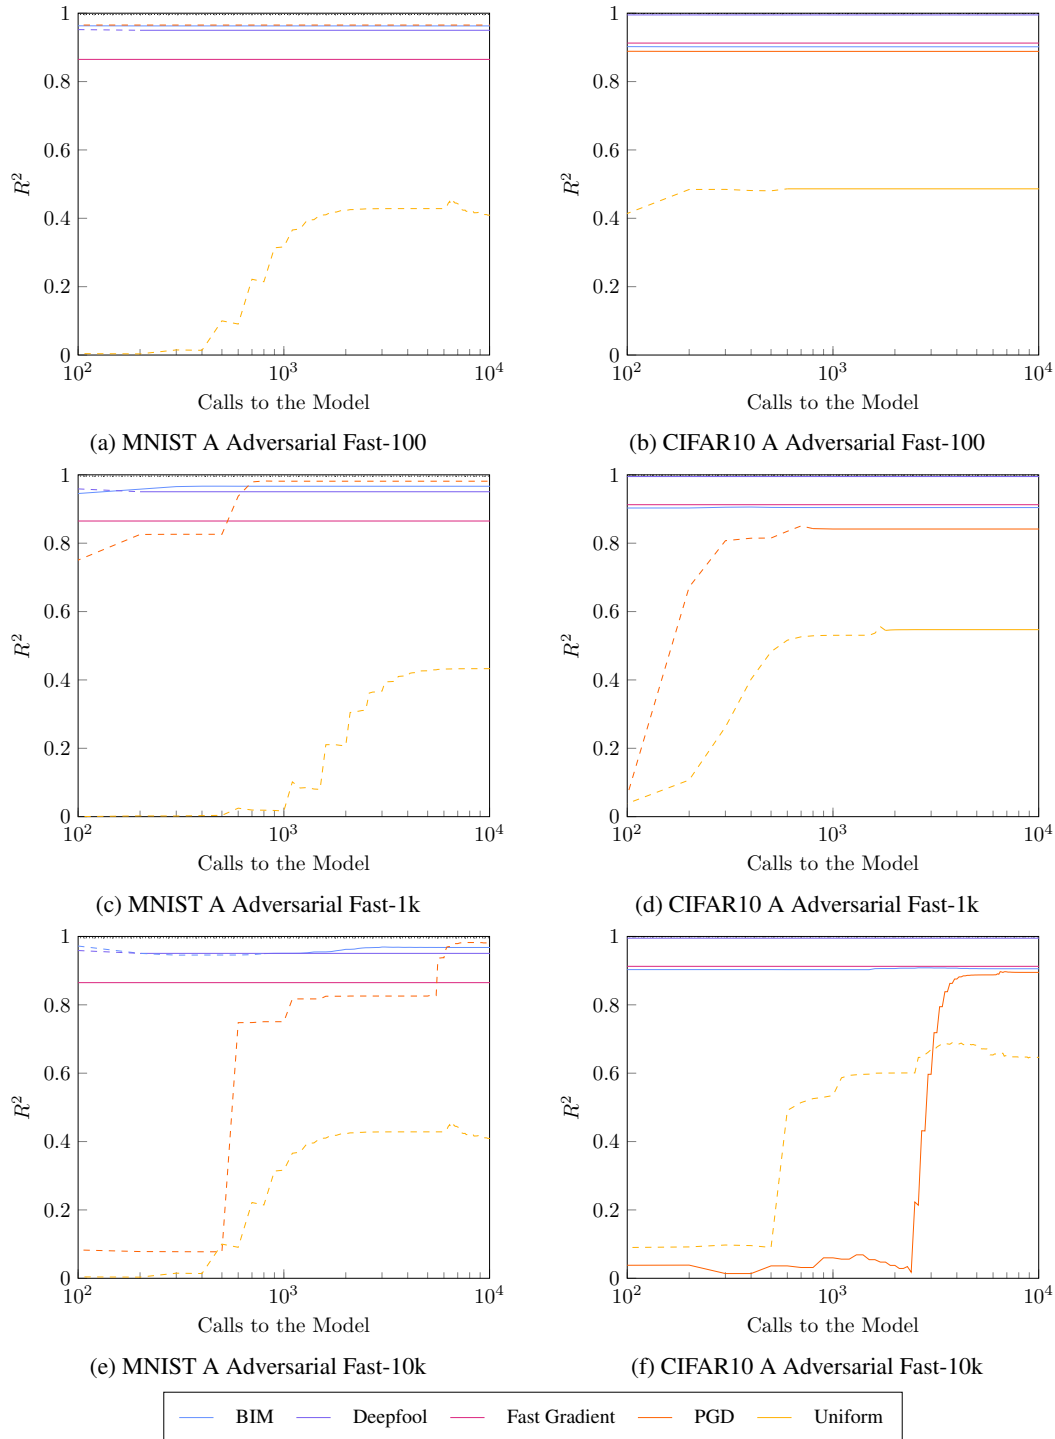 1
0.8
0.6
0.4
0.2
0
R²
10² 10³ 10⁴
Calls to the Model
(a) MNIST A Adversarial Fast-100
1
0.8
0.6
0.4
0.2
0
R²
10² 10³ 10⁴
Calls to the Model
(b) CIFAR10 A Adversarial Fast-100
1
0.8
0.6
0.4
0.2
0
R²
10² 10³ 10⁴
Calls to the Model
(c) MNIST A Adversarial Fast-1k
1
0.8
0.6
0.4
0.2
0
R²
10² 10³ 10⁴
Calls to the Model
(d) CIFAR10 A Adversarial Fast-1k
1
0.8
0.6
0.4
0.2
0
R²
10² 10³ 10⁴
Calls to the Model
(e) MNIST A Adversarial Fast-10k
1
0.8
0.6
0.4
0.2
0
R²
10² 10³ 10⁴
Calls to the Model
(f) CIFAR10 A Adversarial Fast-10k
BIM Deepfool Fast Gradient PGD Uniform